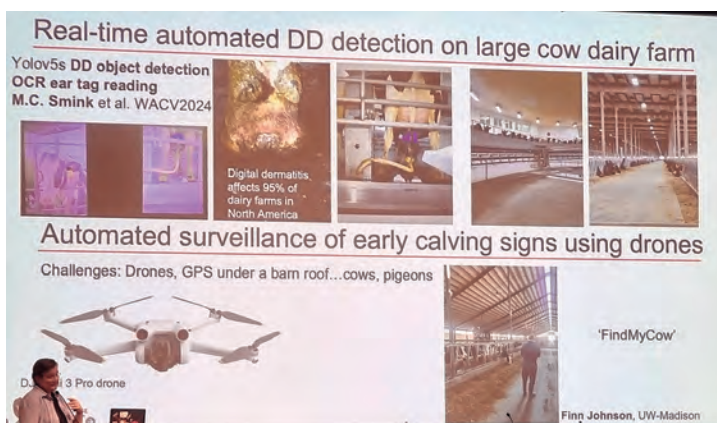 Real-time automated DD detection on large cow dairy farm
Yolov5s DD object detection
OCR ear tag reading
M.C. Smink et al. WACV2024
Digital dermatitis,
affects 95% of
dairy farms in
North America
Automated surveillance of early calving signs using drones
Challenges: Drones, GPS under a barn roof...cows, pigeons
'FindMyCow'
3 Pro drone
Finn Johnson, UW-Madison